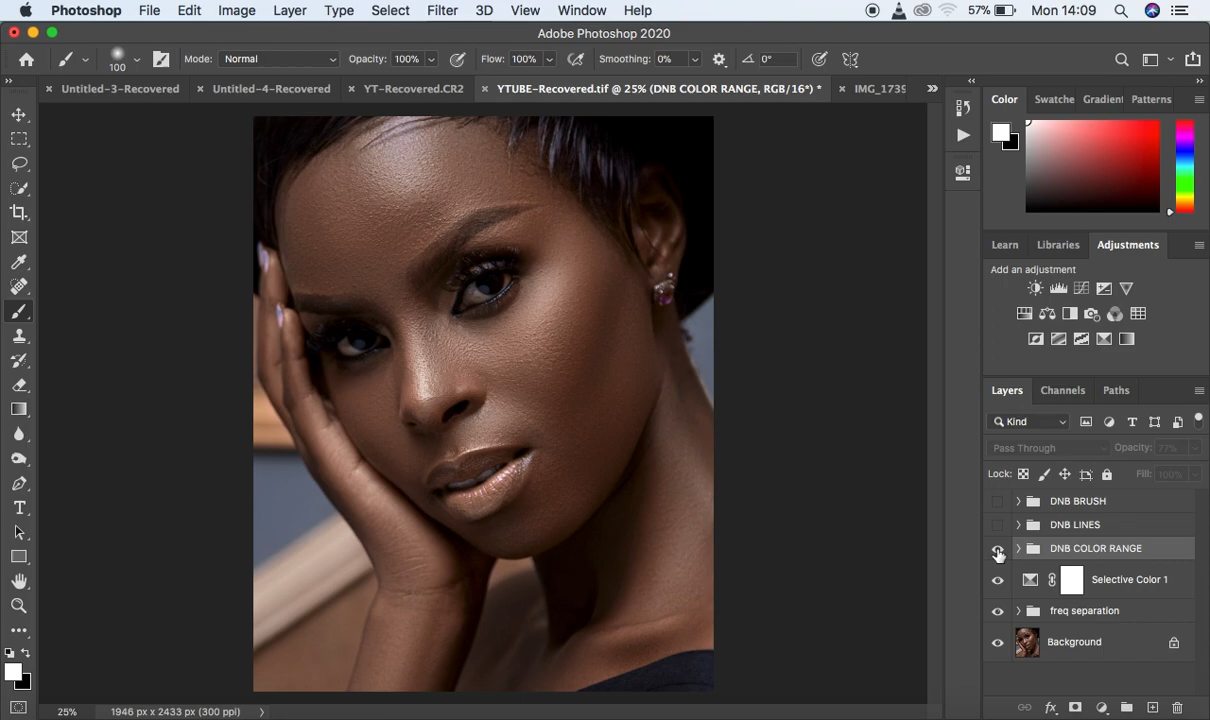 Photoshop File Edit Image Layer Type Select Filter 3D View Window Help 57% Mon 14:09
Adobe Photoshop 2020
100 Mode: Normal Opacity: 100% Flow: 100% Smoothing: 0% 0°
Untitled-3-Recovered Untitled-4-Recovered YT-Recovered.CR2 YTUBE-Recovered.tif @ 25% (DNB COLOR RANGE, RGB/16*) * IMG_1739
Color Swatche Gradien Patterns
Learn Libraries Adjustments
Add an adjustment
Layers Channels Paths
Kind
Pass Through Opacity: 77%
Lock: Fill: 100%
DNB BRUSH
DNB LINES
DNB COLOR RANGE
Selective Color 1
freq separation
Background
25% 1946 px x 2433 px (300 ppi)